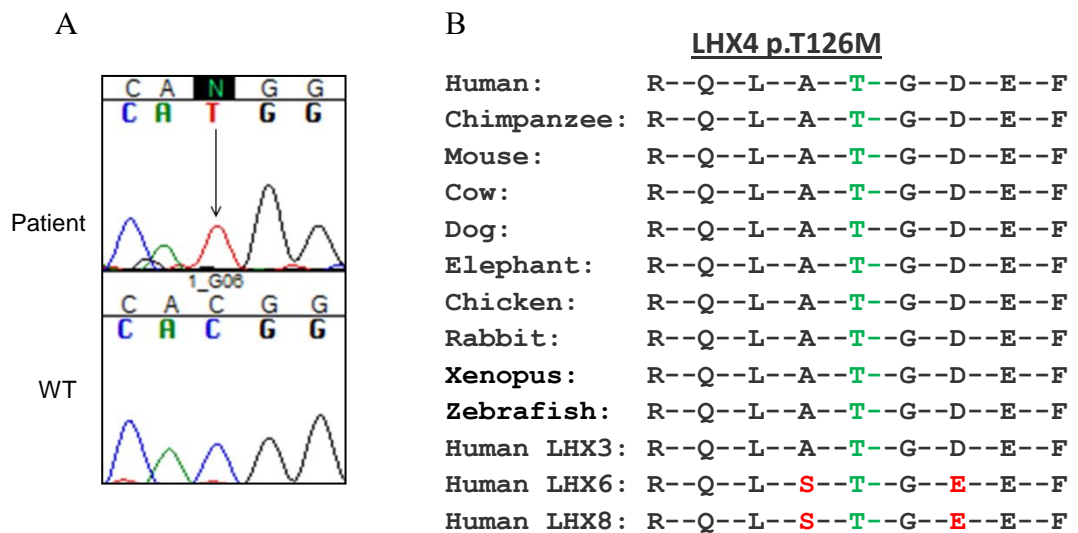 A
C A N G G
C A T G G
Patient
1_G06
C A C G G
C A C G G
WT
B
LHX4 p.T126M
Human: R--Q--L--A--T--G--D--E--F
Chimpanzee: R--Q--L--A--T--G--D--E--F
Mouse: R--Q--L--A--T--G--D--E--F
Cow: R--Q--L--A--T--G--D--E--F
Dog: R--Q--L--A--T--G--D--E--F
Elephant: R--Q--L--A--T--G--D--E--F
Chicken: R--Q--L--A--T--G--D--E--F
Rabbit: R--Q--L--A--T--G--D--E--F
Xenopus: R--Q--L--A--T--G--D--E--F
Zebrafish: R--Q--L--A--T--G--D--E--F
Human LHX3: R--Q--L--A--T--G--D--E--F
Human LHX6: R--Q--L--S--T--G--E--E--F
Human LHX8: R--Q--L--S--T--G--E--E--F